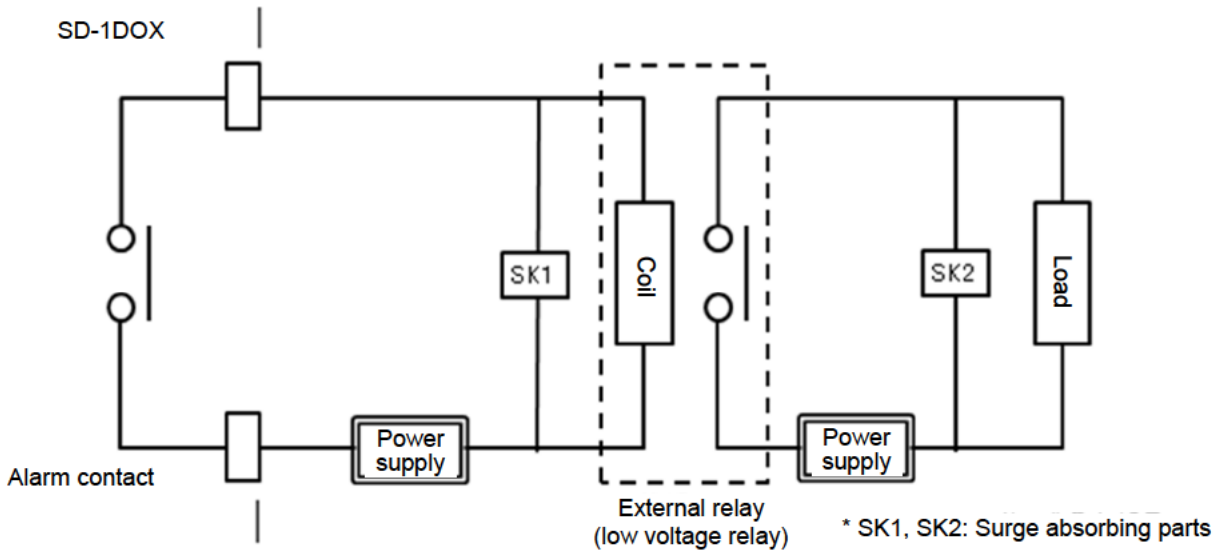 SD-1DOX
SK1
Coil
SK2
Load
Power
supply
Power
supply
Alarm contact
External relay
(low voltage relay)
* SK1, SK2: Surge absorbing parts